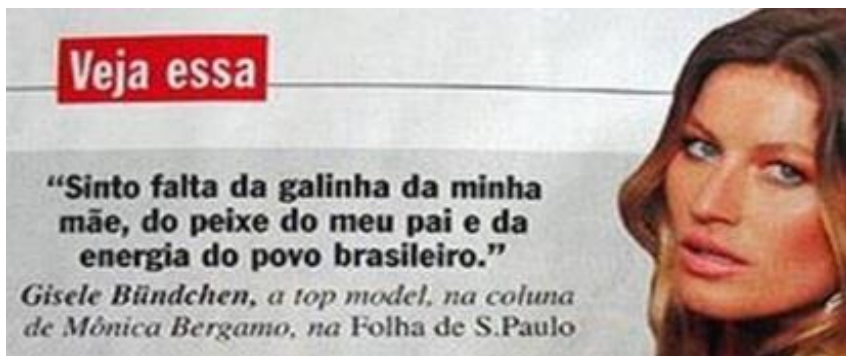 Veja essa
“Sinto falta da galinha da minha
mãe, do peixe do meu pai e da
energia do povo brasileiro.”
Gisele Bündchen, a top model, na coluna
de Mônica Bergamo, na Folha de S.Paulo